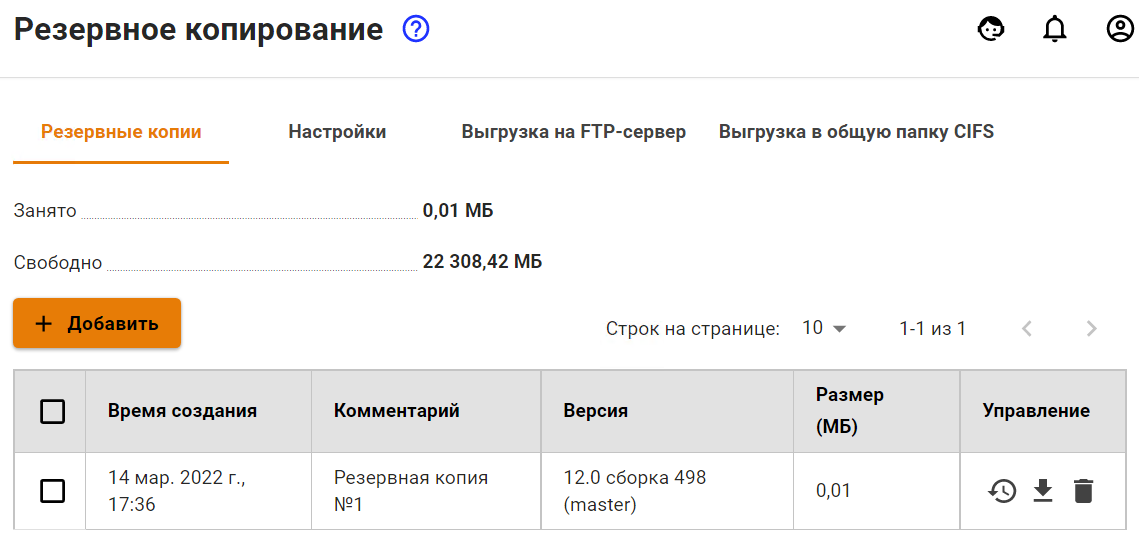 Резервное копирование
Резервные копии Настройки Выгрузка на FTP-сервер Выгрузка в общую папку CIFS
Занято 0,01 МБ
Свободно 22 308,42 МБ
+ Добавить
Строк на странице: 10 1-1 из 1
Время создания Комментарий Версия Размер (МБ) Управление
14 мар. 2022 г., 17:36 Резервная копия №1 12.0 сборка 498 (master) 0,01